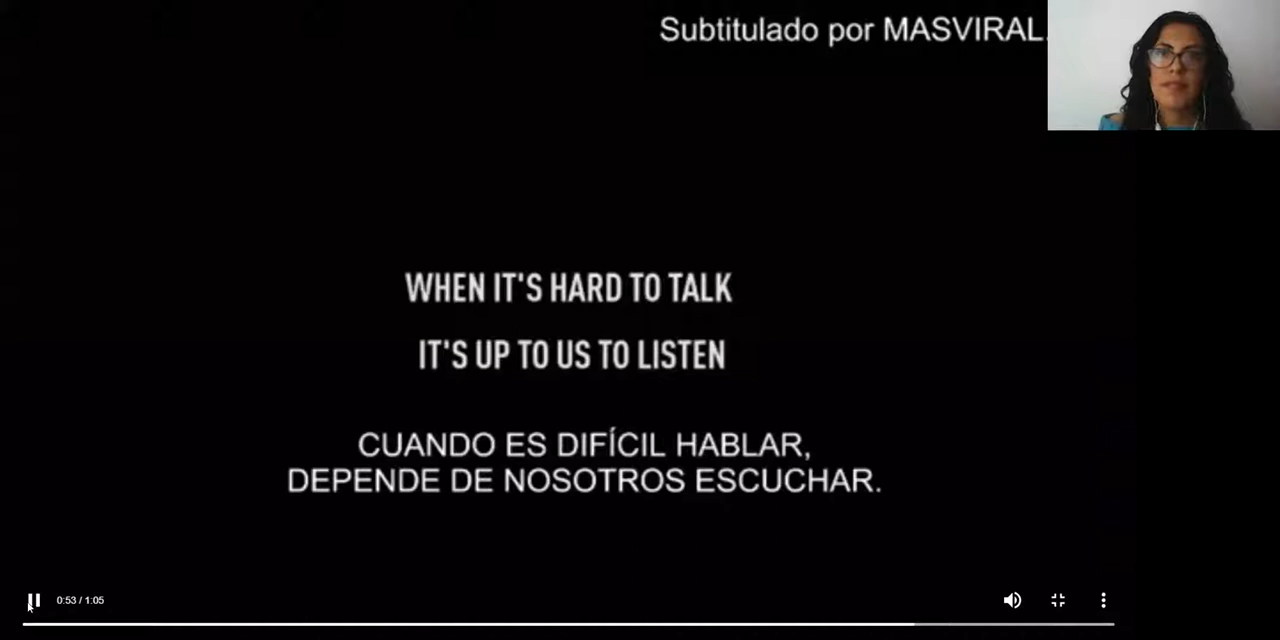 Subtitulado por MASVIRAL.
WHEN IT'S HARD TO TALK
IT'S UP TO US TO LISTEN
CUANDO ES DIFÍCIL HABLAR,
DEPENDE DE NOSOTROS ESCUCHAR.
0:53 / 1:05